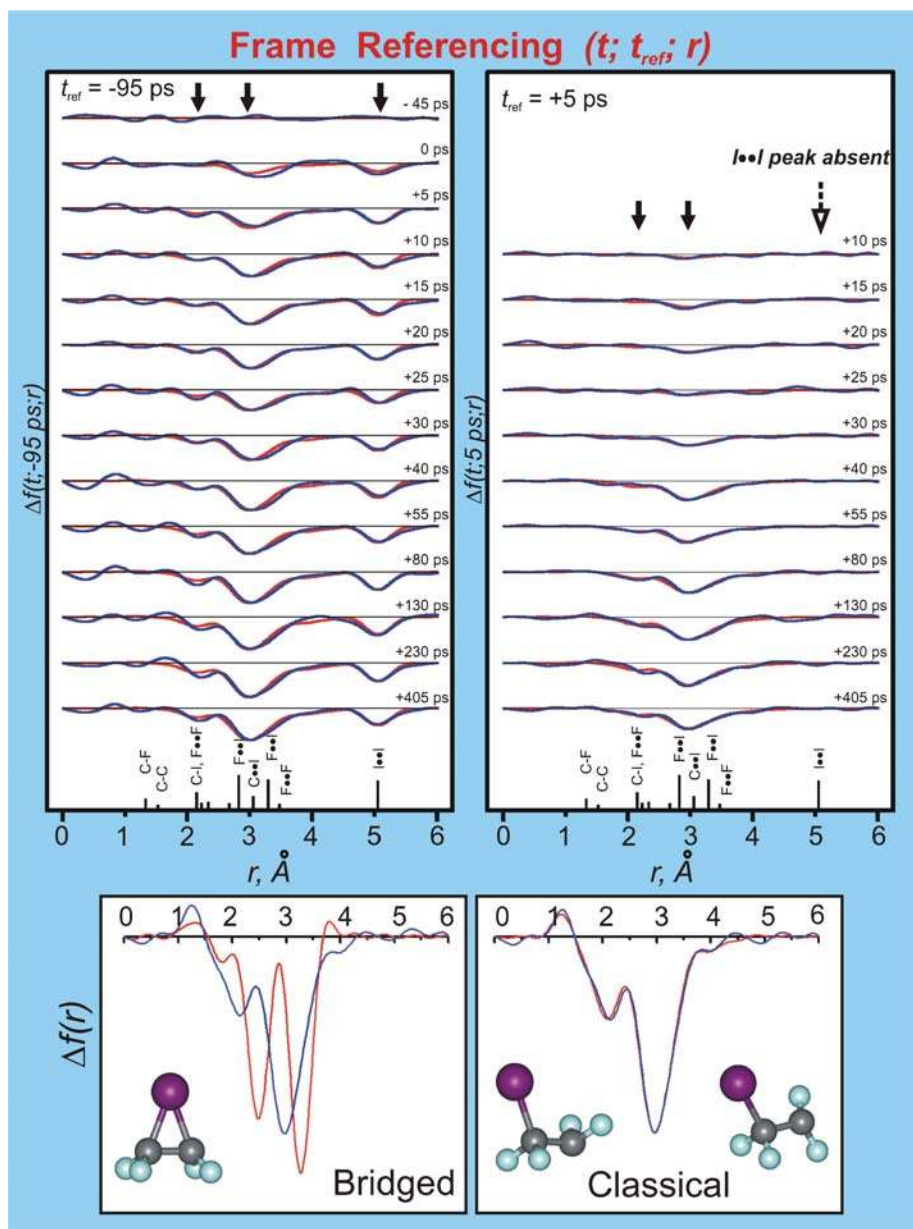 Frame Referencing (t; tref; r)
tref = -95 ps
- 45 ps
0 ps
+5 ps
+10 ps
+15 ps
+20 ps
+25 ps
+30 ps
+40 ps
+55 ps
+80 ps
+130 ps
+230 ps
+405 ps
Δf(t;-95 ps;r)
C-F
C-C
C-I, F••F
F••I
C••I
F••I
F••F
I••I
0 1 2 3 4 5 6
r, Å
tref = +5 ps
I••I peak absent
+10 ps
+15 ps
+20 ps
+25 ps
+30 ps
+40 ps
+55 ps
+80 ps
+130 ps
+230 ps
+405 ps
Δf(t;5 ps;r)
C-F
C-C
C-I, F••F
F••I
C••I
F••I
F••F
I••I
0 1 2 3 4 5 6
r, Å
Δf(r)
0 1 2 3 4 5 6
Bridged
0 1 2 3 4 5 6
Classical